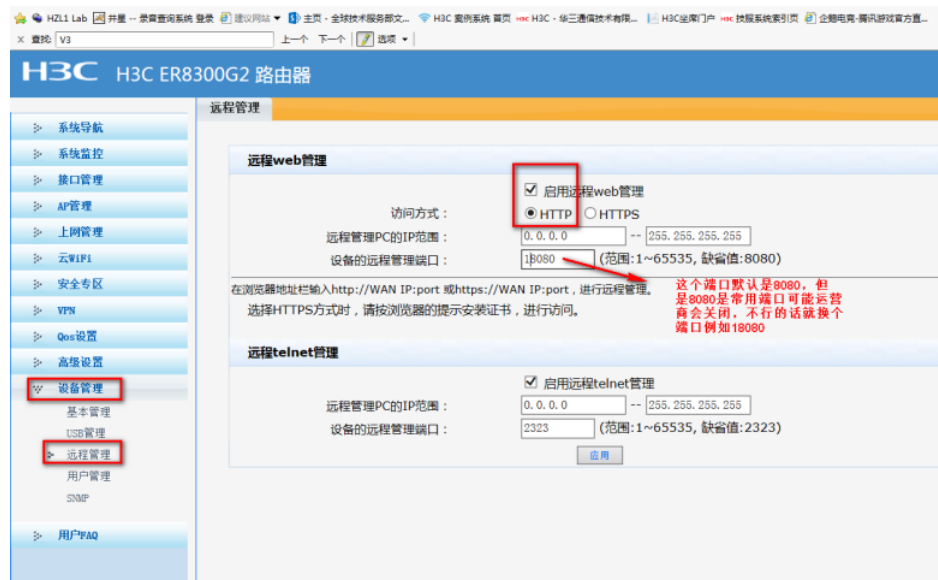 HZL1 Lab 井星 -- 录音查询系统 登录 建议网站 主页 - 全球技术服务部文... H3C 案例系统 首页 H3C - 华三通信技术有限... H3C坐席门户 技服系统索引页 企鹅电竞-腾讯游戏官方直...
× 查找: V3 上一个 下一个 选项
H3C H3C ER8300G2 路由器
远程管理
系统导航
系统监控
接口管理
AP管理
上网管理
云WiFi
安全专区
VPN
Qos设置
高级设置
设备管理
基本管理
USB管理
远程管理
用户管理
SNMP
用户FAQ
远程web管理
启用远程web管理
访问方式： HTTP HTTPS
远程管理PC的IP范围： 0.0.0.0 -- 255.255.255.255
设备的远程管理端口： 18080 (范围:1~65535, 缺省值:8080)
在浏览器地址栏输入http://WAN IP:port 或https://WAN IP:port，进行远程管理。
选择HTTPS方式时，请按浏览器的提示安装证书，进行访问。
这个端口默认是8080，但
是8080是常用端口可能运营
商会关闭，不行的话就换个
端口例如18080
远程telnet管理
启用远程telnet管理
远程管理PC的IP范围： 0.0.0.0 -- 255.255.255.255
设备的远程管理端口： 2323 (范围:1~65535, 缺省值:2323)
应用